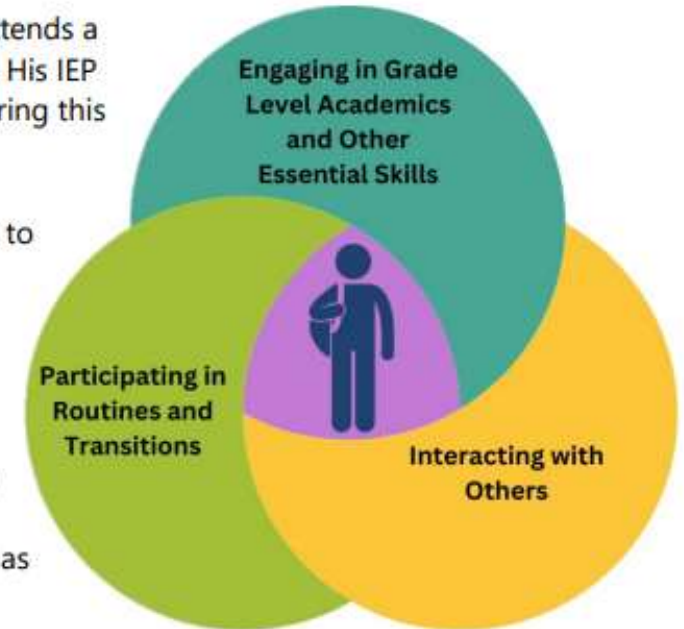 tends a
His IEP
ring this
to
as
Engaging in Grade
Level Academics
and Other
Essential Skills
Participating in
Routines and
Transitions
Interacting with
Others